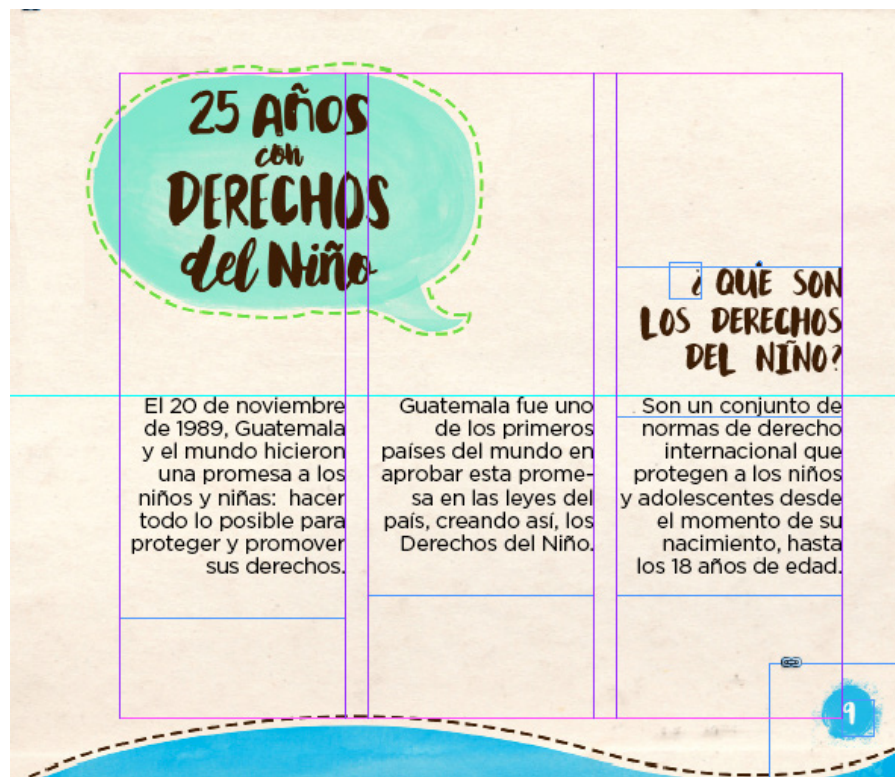 25 AÑOS
con
DERECHOS
del Niño
El 20 de noviembre
de 1989, Guatemala
y el mundo hicieron
una promesa a los
niños y niñas:  hacer
todo lo posible para
proteger y promover
sus derechos.
Guatemala fue uno
de los primeros
países del mundo en
aprobar esta prome-
sa en las leyes del
país, creando así, los
Derechos del Niño.
¿ QUÉ SON
LOS DERECHOS
DEL NIÑO?
Son un conjunto de
normas de derecho
internacional que
protegen a los niños
y adolescentes desde
el momento de su
nacimiento, hasta
los 18 años de edad.
9